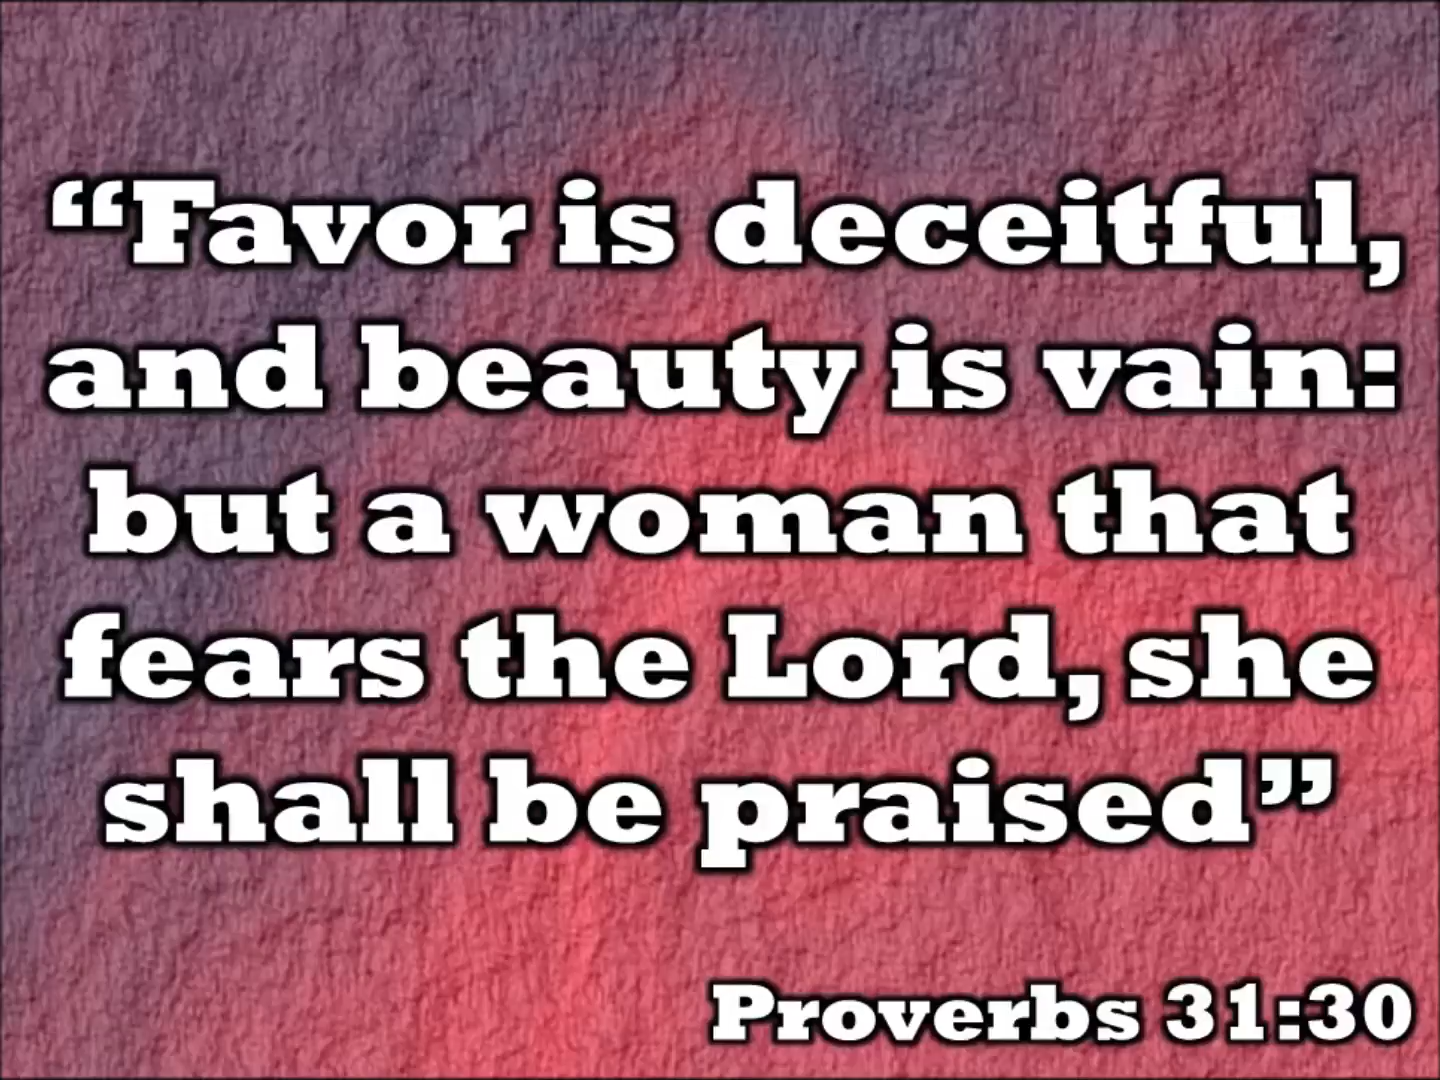 “Favor is deceitful,
and beauty is vain:
but a woman that
fears the Lord, she
shall be praised”
Proverbs 31:30